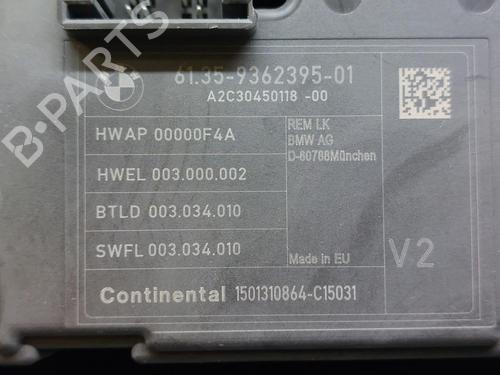 BMW
61.35-9362395-01
A2C30450118 -00
HWAP 00000F4A
REM LK
BMW AG
D-80788München
HWEL 003.000.002
BTLD 003.034.010
SWFL 003.034.010
Made in EU
V2
Continental 1501310864-C15031
B-PARTS